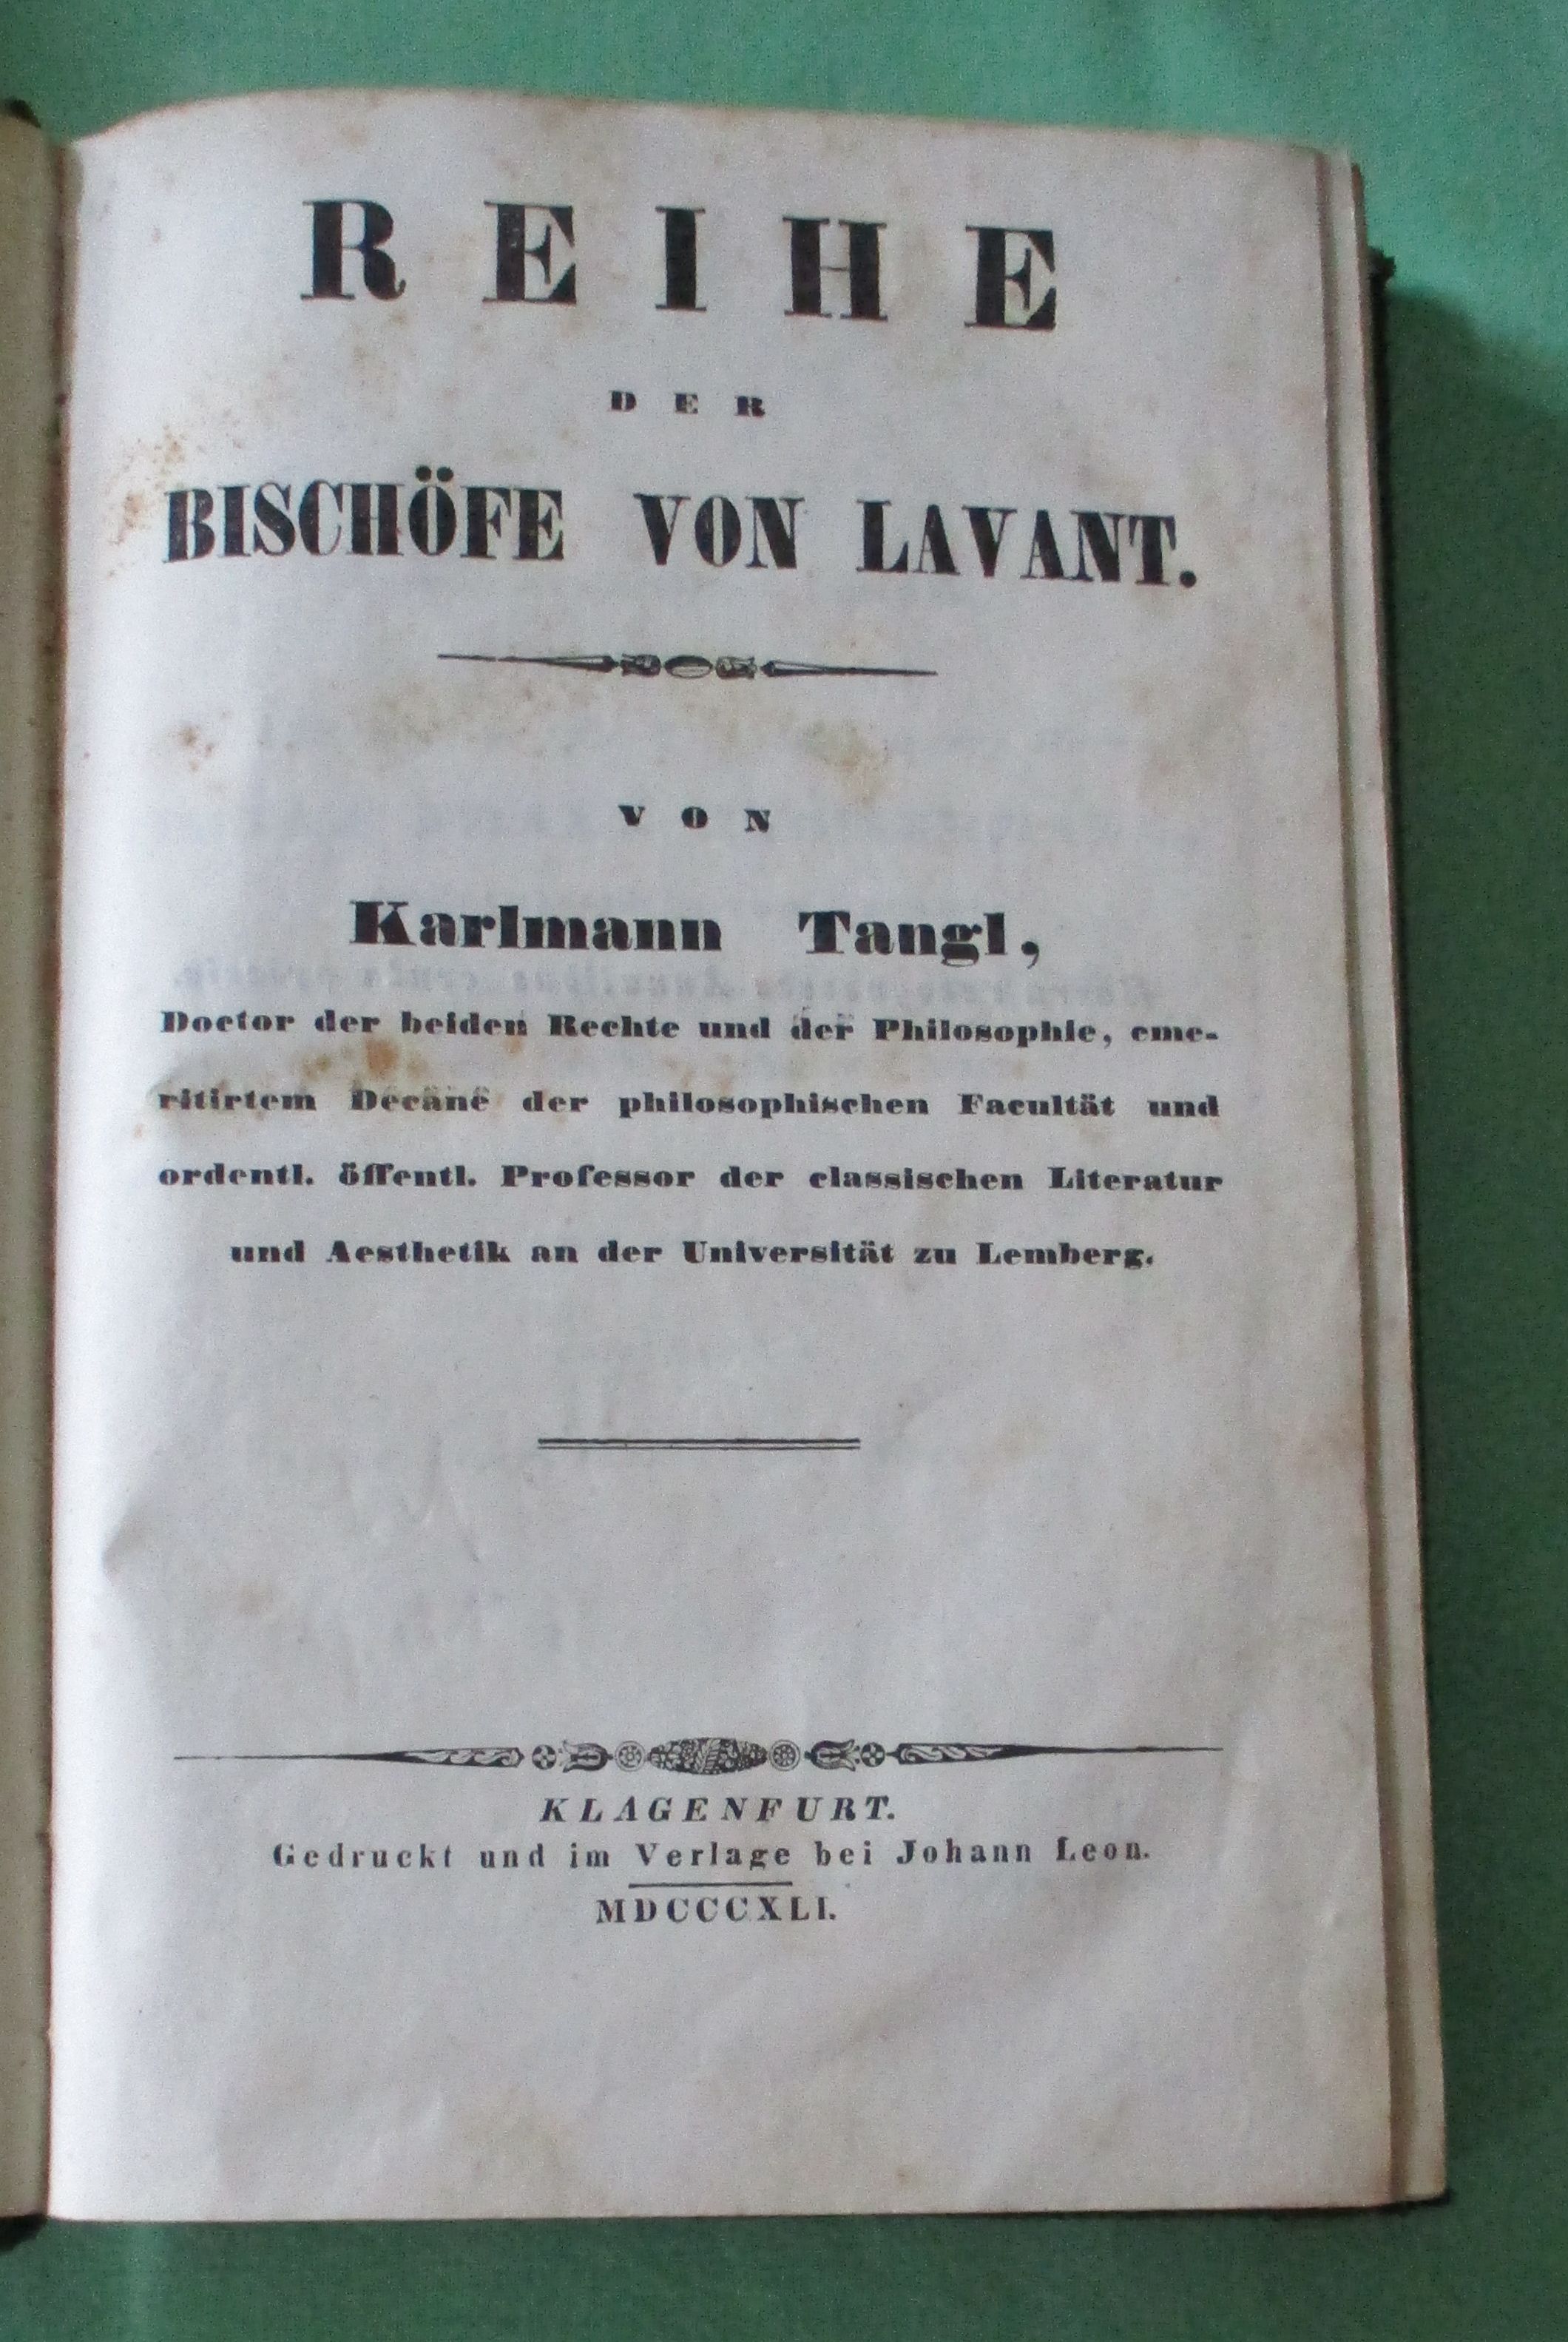 REIHE
DER
BISCHÖFE VON LAVANT.
VON
Karlmann Tangl,
Doctor der beiden Rechte und der Philosophie, eme-
ritirtem Decane der philosophischen Facultät und
ordentl. öffentl. Professor der classischen Literatur
und Aesthetik an der Universität zu Lemberg.
KLAGENFURT.
Gedruckt und im Verlage bei Johann Leon.
MDCCCXLI.